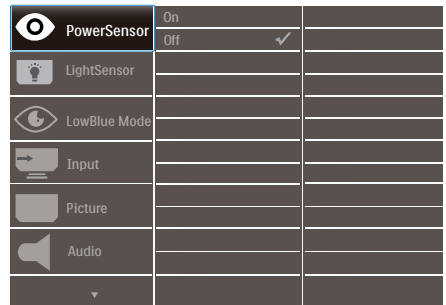 PowerSensor
On
Off
LightSensor
LowBlue Mode
Input
Picture
Audio